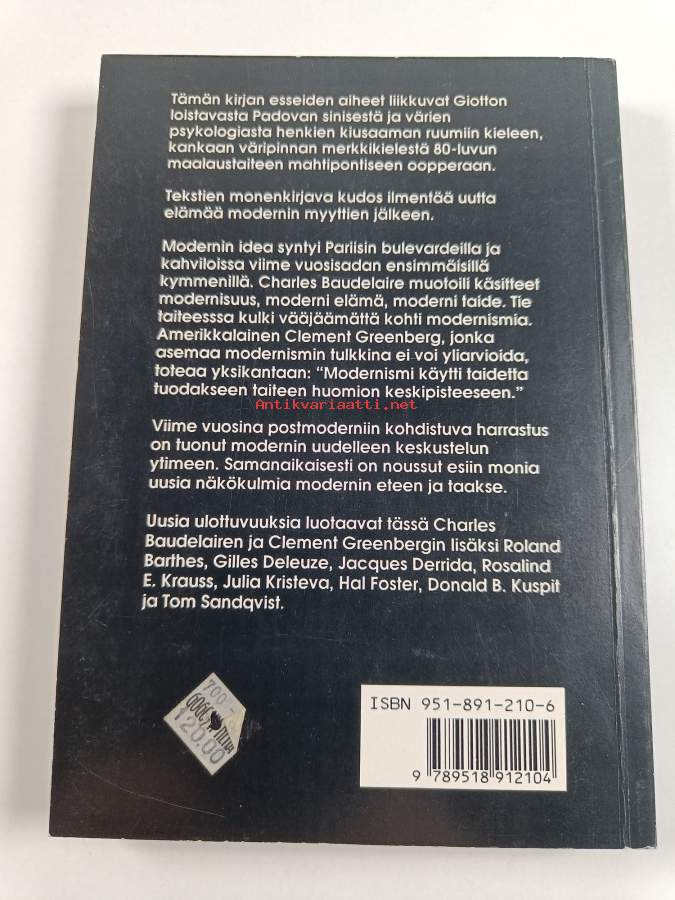 Tämän kirjan esseiden aiheet liikkuvat Giotton
loistavasta Padovan sinisestä ja värien
psykologiasta henkien kiusaaman ruumiin kieleen,
kankaan väripinnan merkkikielestä 80-luvun
maalaustaiteen mahtipontiseen oopperaan.
Tekstien monenkirjava kudos ilmentää uutta
elämää modernin myyttien jälkeen.
Modernin idea syntyi Pariisin bulevardeilla ja
kahviloissa viime vuosisadan ensimmäisillä
kymmenillä. Charles Baudelaire muotoili käsitteet
modernisuus, moderni elämä, moderni taide. Tie
taiteesssa kulki vääjäämättä kohti modernismia.
Amerikkalainen Clement Greenberg, jonka
asemaa modernismin tulkkina ei voi yliarvioida,
toteaa yksikantaan: “Modernismi käytti taidetta
tuodakseen taiteen huomion keskipisteeseen.”
Antikvariaatti.net
Viime vuosina postmoderniin kohdistuva harrastus
on tuonut modernin uudelleen keskustelun
ytimeen. Samanaikaisesti on noussut esiin monia
uusia näkökulmia modernin eteen ja taakse.
Uusia ulottuvuuksia luotaavat tässä Charles
Baudelairen ja Clement Greenbergin lisäksi Roland
Barthes, Gilles Deleuze, Jacques Derrida, Rosalind
E. Krauss, Julia Kristeva, Hal Foster, Donald B. Kuspit
ja Tom Sandqvist.
700
120.00
ISBN 951-891-210-6
9 789518 912104